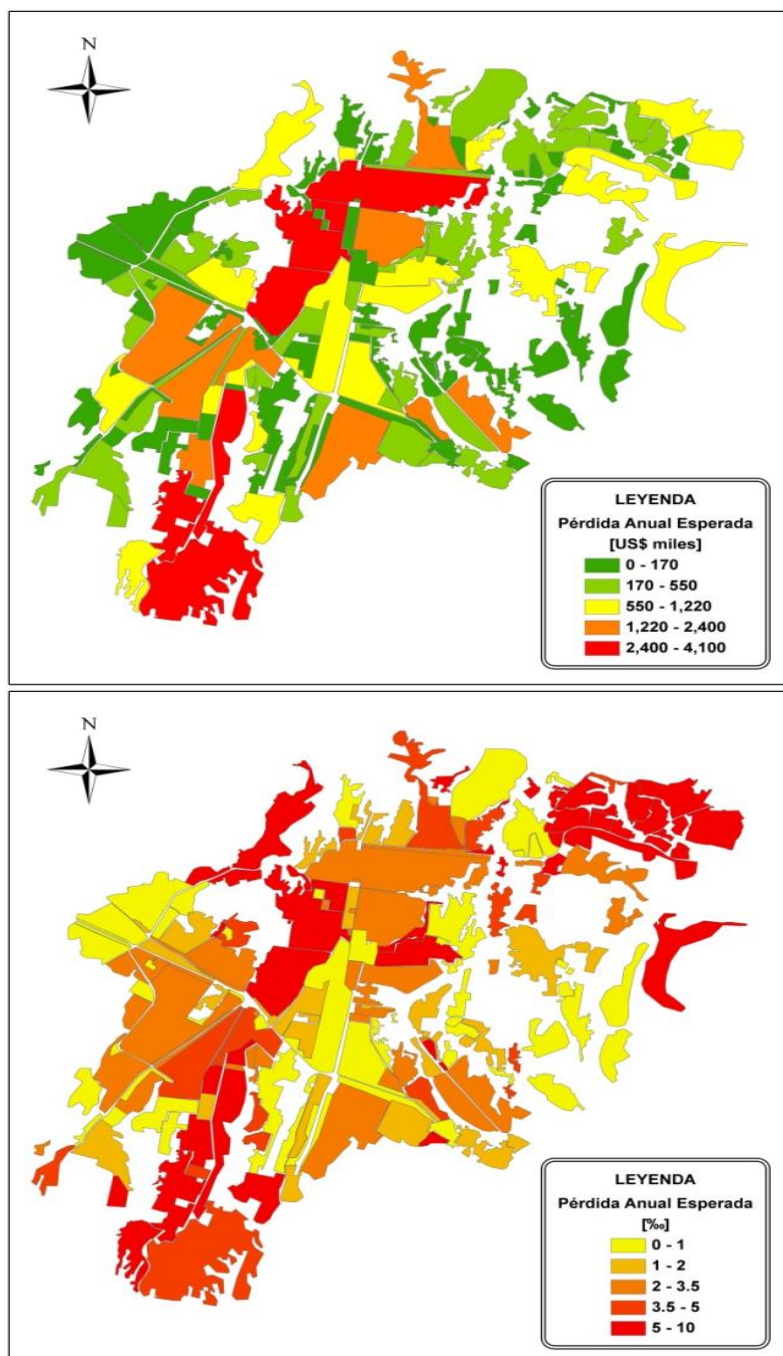 N
LEYENDA
Pérdida Anual Esperada
[US$ miles]
0 - 170
170 - 550
550 - 1,220
1,220 - 2,400
2,400 - 4,100
N
LEYENDA
Pérdida Anual Esperada
[‰]
0 - 1
1 - 2
2 - 3.5
3.5 - 5
5 - 10